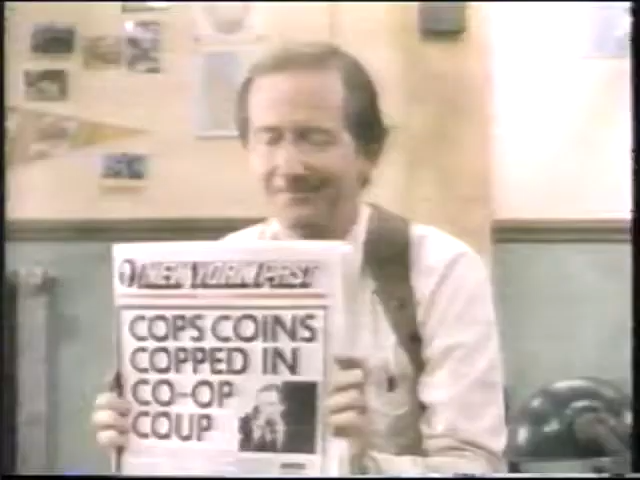 NEW YORK POST
COPS COINS
COPPED IN
CO-OP
COUP